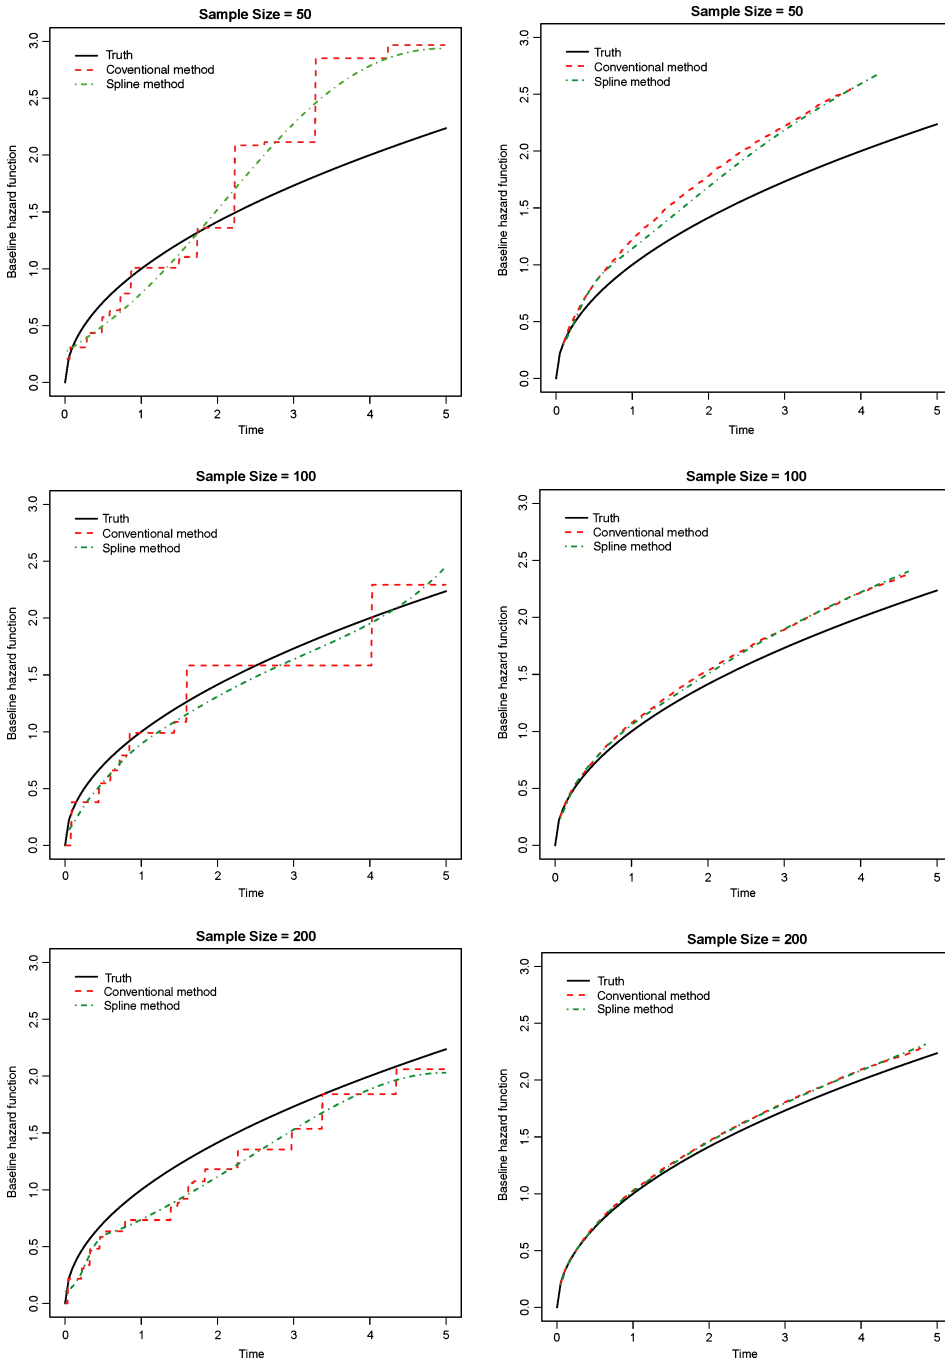 Sample Size = 50
Truth
Coventional method
Spline method
Baseline hazard function
0.0 0.5 1.0 1.5 2.0 2.5 3.0
0 1 2 3 4 5
Time
Sample Size = 50
Truth
Conventional method
Spline method
Baseline hazard function
0.0 0.5 1.0 1.5 2.0 2.5 3.0
0 1 2 3 4 5
Time
Sample Size = 100
Truth
Conventional method
Spline method
Baseline hazard function
0.0 0.5 1.0 1.5 2.0 2.5 3.0
0 1 2 3 4 5
Time
Sample Size = 100
Truth
Conventional method
Spline method
Baseline hazard function
0.0 0.5 1.0 1.5 2.0 2.5 3.0
0 1 2 3 4 5
Time
Sample Size = 200
Truth
Conventional method
Spline method
Baseline hazard function
0.0 0.5 1.0 1.5 2.0 2.5 3.0
0 1 2 3 4 5
Time
Sample Size = 200
Truth
Conventional method
Spline method
Baseline hazard function
0.0 0.5 1.0 1.5 2.0 2.5 3.0
0 1 2 3 4 5
Time